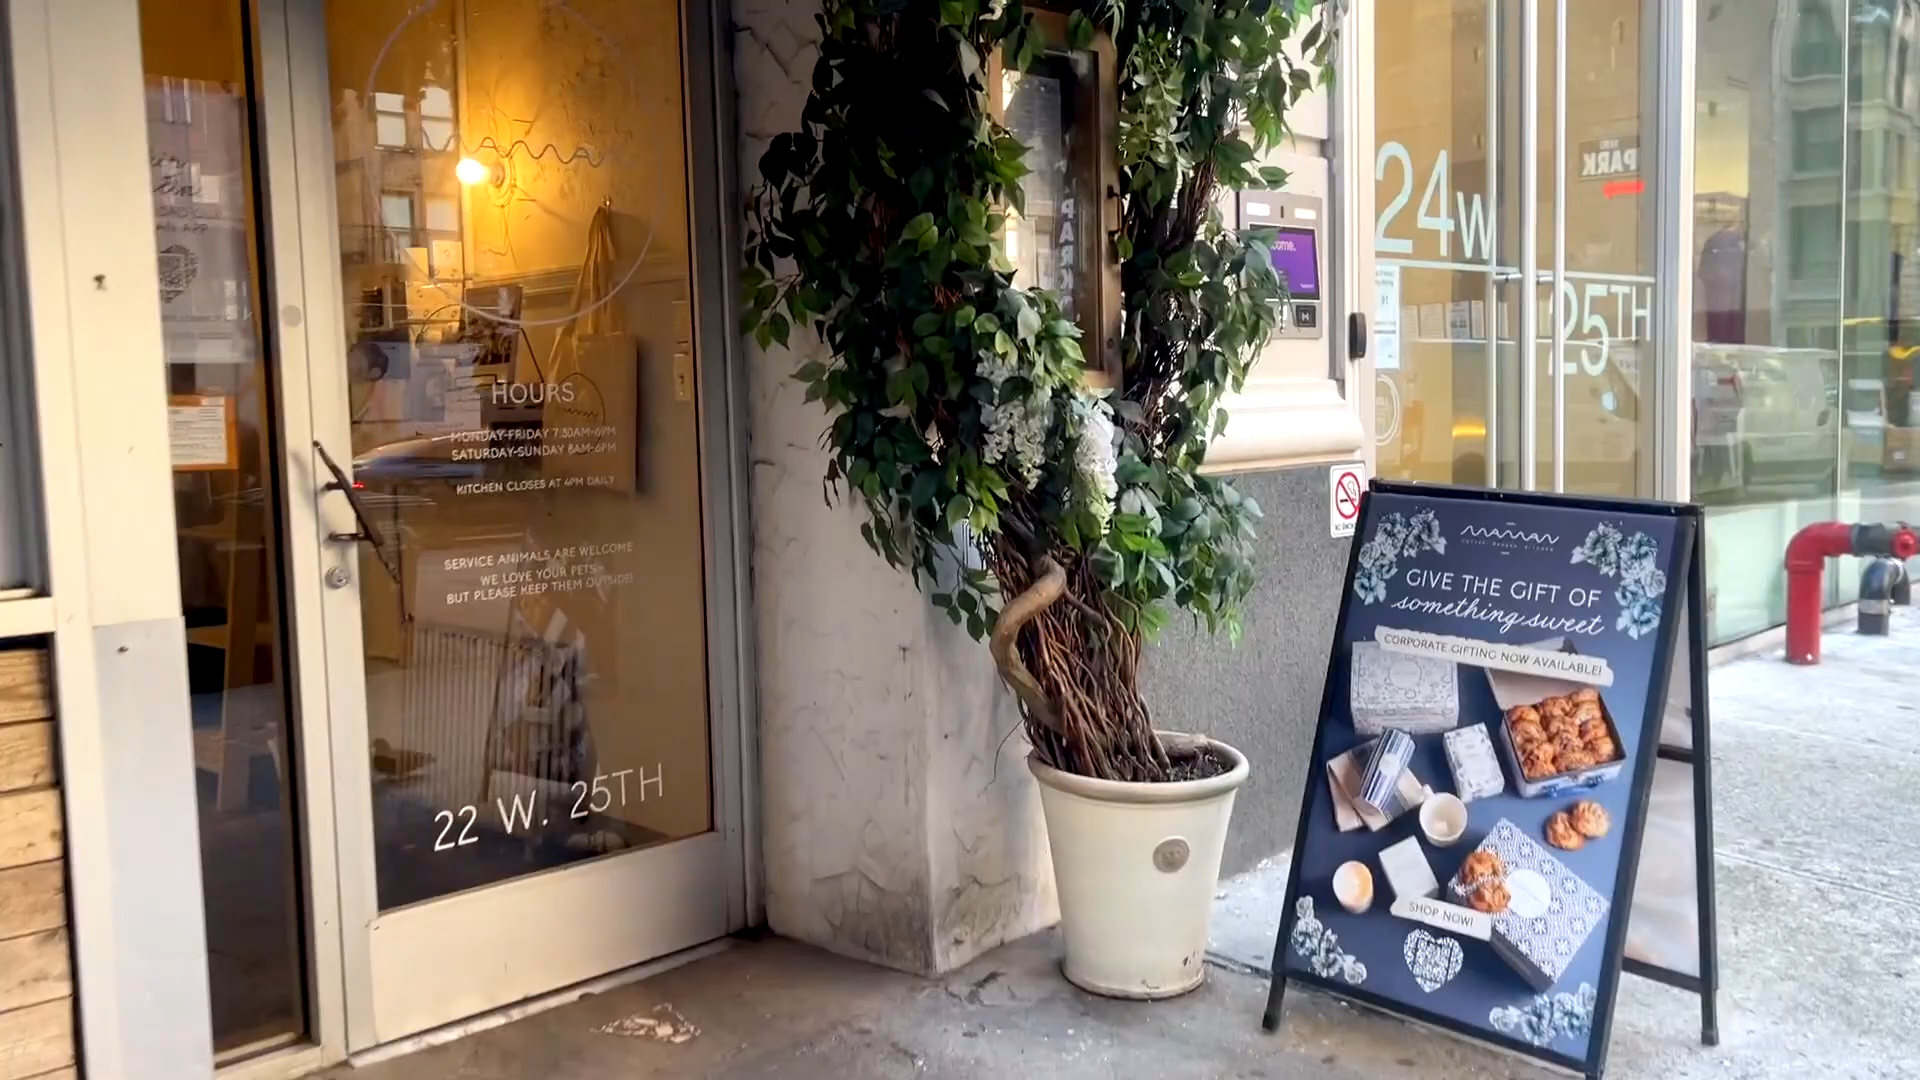 HOURS
MONDAY-FRIDAY 7:30AM-6PM
SATURDAY-SUNDAY 8AM-6PM
KITCHEN CLOSES AT 4PM DAILY
SERVICE ANIMALS ARE WELCOME
WE LOVE YOUR PETS-
BUT PLEASE KEEP THEM OUTSIDE!
22 W. 25TH
PARK
24W
25TH
PARK
maman
GIVE THE GIFT OF
something sweet
CORPORATE GIFTING NOW AVAILABLE!
SHOP NOW!